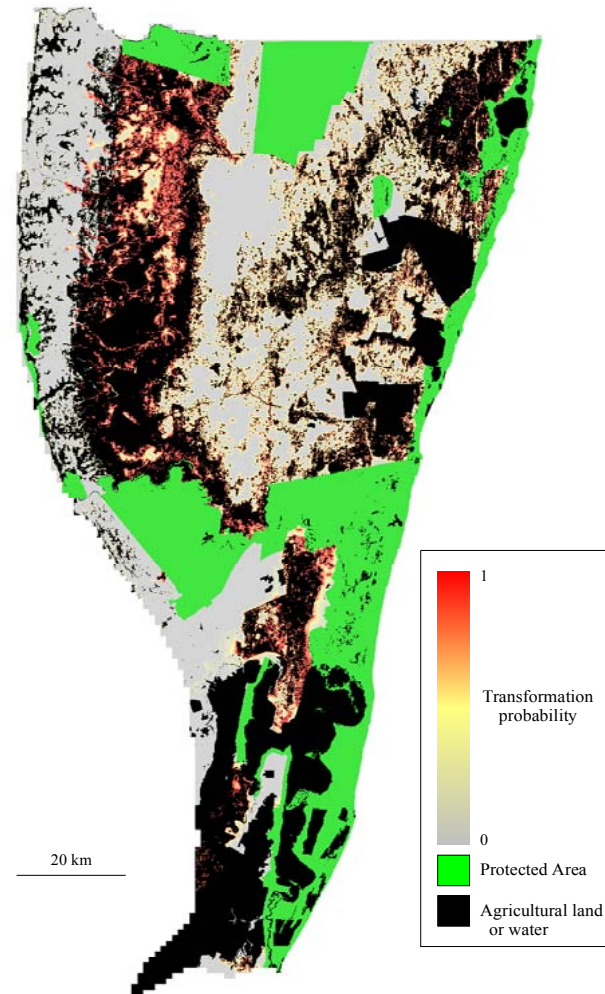 1
Transformation
probability
0
Protected Area
Agricultural land
or water
20 km